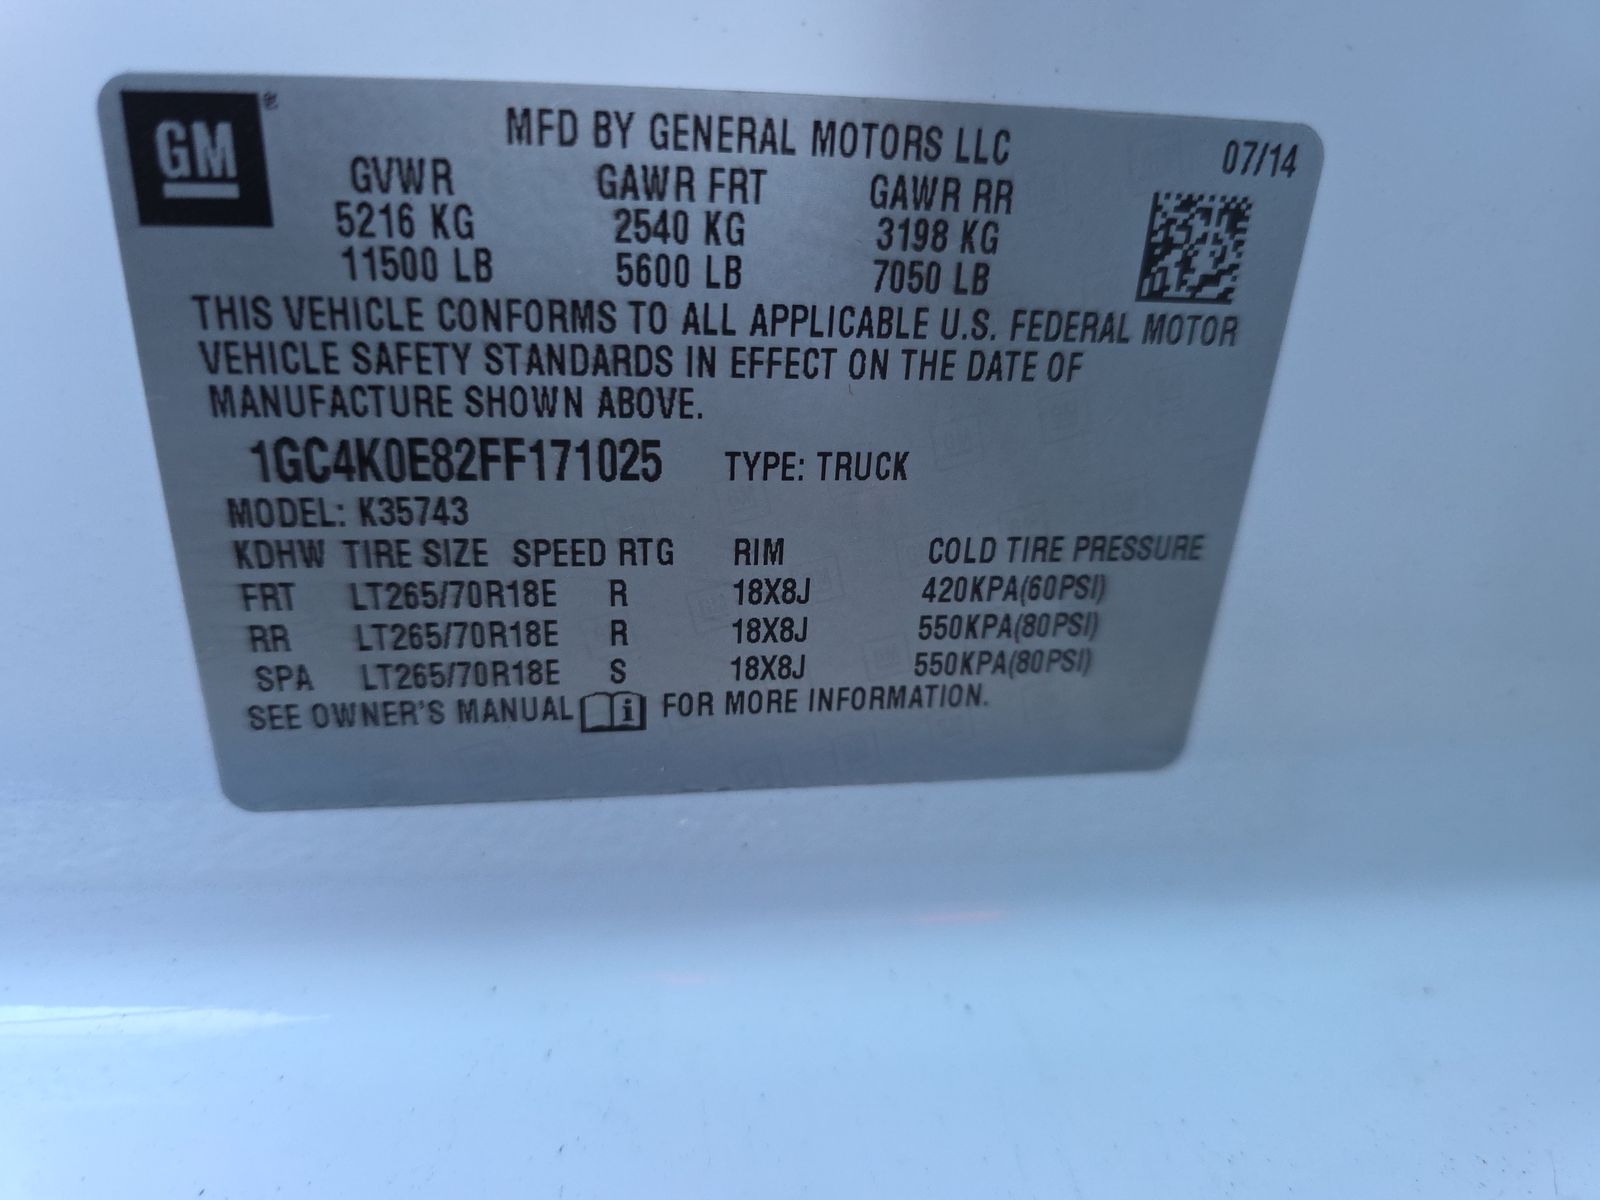 GM ®
MFD BY GENERAL MOTORS LLC 07/14
GVWR GAWR FRT GAWR RR
5216 KG 2540 KG 3198 KG
11500 LB 5600 LB 7050 LB
THIS VEHICLE CONFORMS TO ALL APPLICABLE U.S. FEDERAL MOTOR
VEHICLE SAFETY STANDARDS IN EFFECT ON THE DATE OF
MANUFACTURE SHOWN ABOVE.
1GC4K0E82FF171025 TYPE: TRUCK
MODEL: K35743
KDHW TIRE SIZE SPEED RTG RIM COLD TIRE PRESSURE
FRT LT265/70R18E R 18X8J 420KPA(60PSI)
RR LT265/70R18E R 18X8J 550KPA(80PSI)
SPA LT265/70R18E S 18X8J 550KPA(80PSI)
SEE OWNER'S MANUAL i FOR MORE INFORMATION.